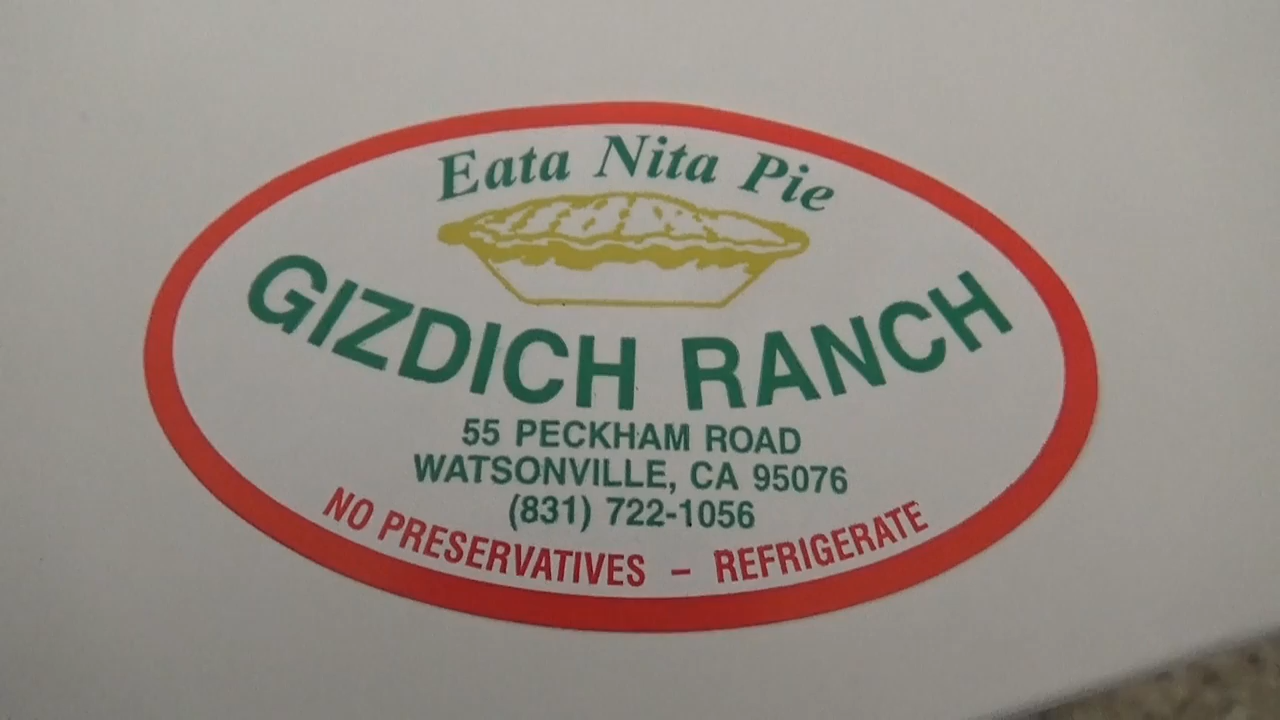 Eata Nita Pie
GIZDICH RANCH
55 PECKHAM ROAD
WATSONVILLE, CA 95076
(831) 722-1056
NO PRESERVATIVES – REFRIGERATE